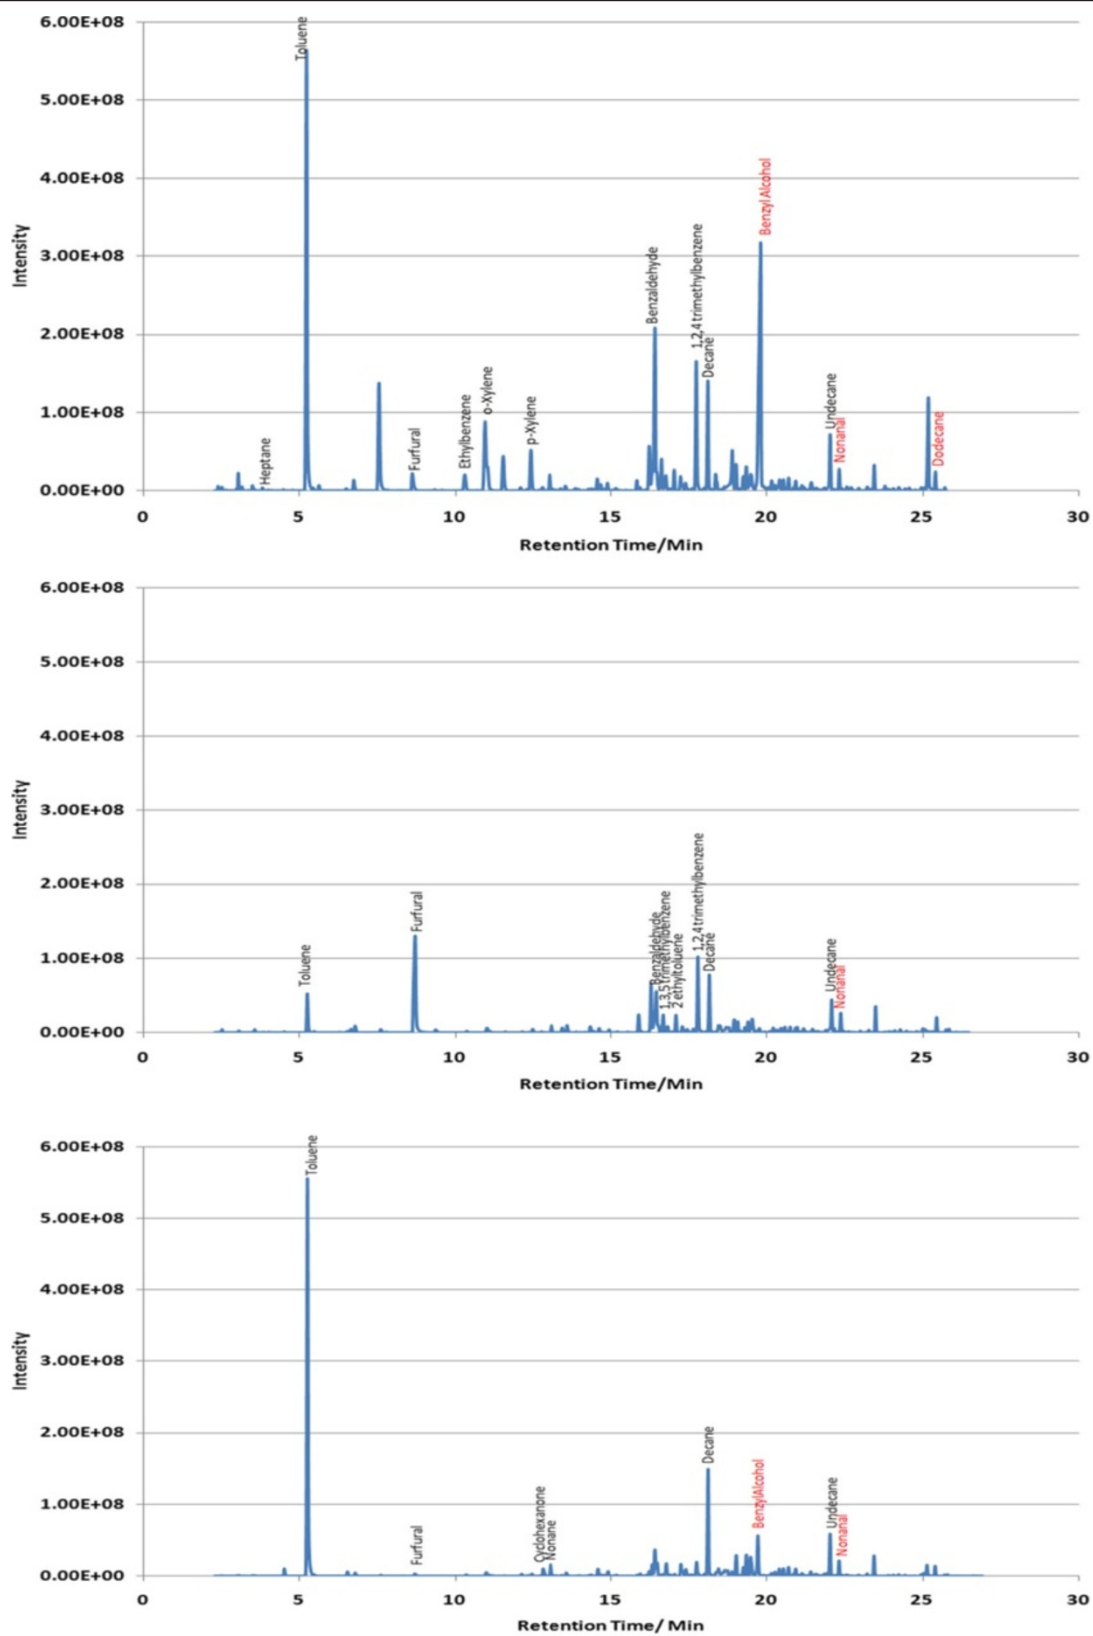 6.00E+08
5.00E+08
4.00E+08
3.00E+08
2.00E+08
1.00E+08
0.00E+00
Intensity
Toluene
Heptane
Furfural
Ethylbenzene
o-Xylene
p-Xylene
Benzaldehyde
1,2,4 trimethylbenzene
Decane
Benzyl Alcohol
Undecane
Nonanal
Dodecane
0 5 10 15 20 25 30
Retention Time/Min
6.00E+08
5.00E+08
4.00E+08
3.00E+08
2.00E+08
1.00E+08
0.00E+00
Intensity
Toluene
Furfural
Benzaldehyde
1,3,5 trimethylbenzene
2 ethyltoluene
1,2,4 trimethylbenzene
Decane
Undecane
Nonanal
0 5 10 15 20 25 30
Retention Time/Min
6.00E+08
5.00E+08
4.00E+08
3.00E+08
2.00E+08
1.00E+08
0.00E+00
Intensity
Toluene
Furfural
Cyclohexanone
Nonane
Decane
BenzylAlcohol
Undecane
Nonanal
0 5 10 15 20 25 30
Retention Time/ Min